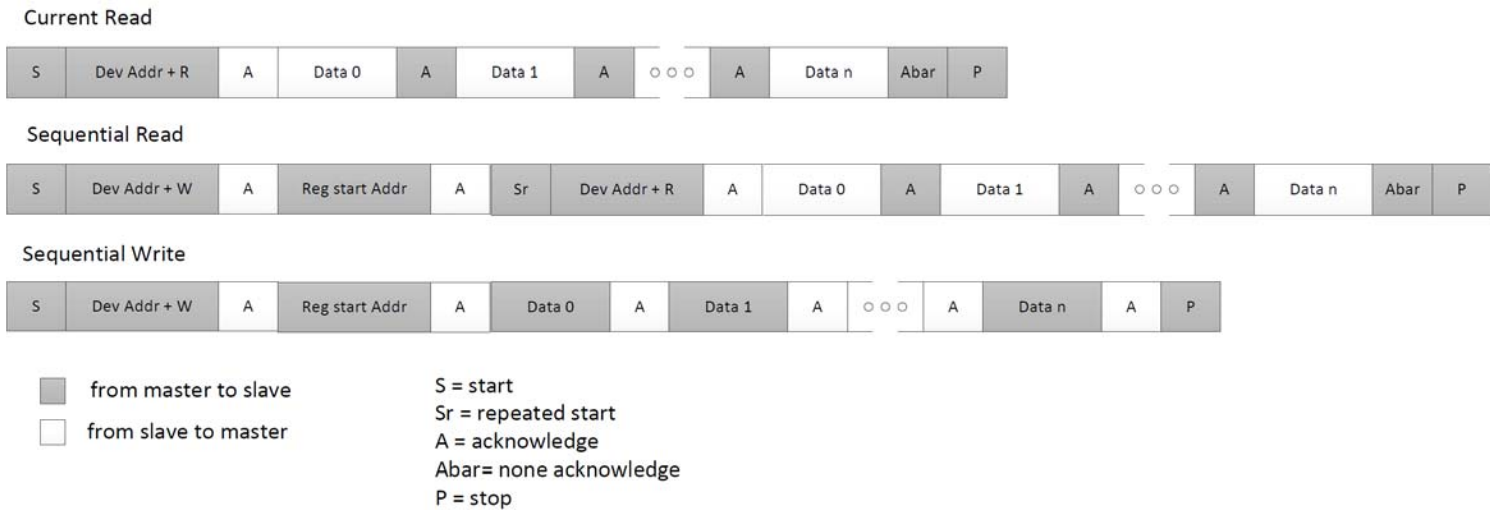 Current Read
S Dev Addr + R A Data 0 A Data 1 A ○ ○ ○ A Data n Abar P
Sequential Read
S Dev Addr + W A Reg start Addr A Sr Dev Addr + R A Data 0 A Data 1 A ○ ○ ○ A Data n Abar P
Sequential Write
S Dev Addr + W A Reg start Addr A Data 0 A Data 1 A ○ ○ ○ A Data n A P
from master to slave
from slave to master
S = start
Sr = repeated start
A = acknowledge
Abar= none acknowledge
P = stop